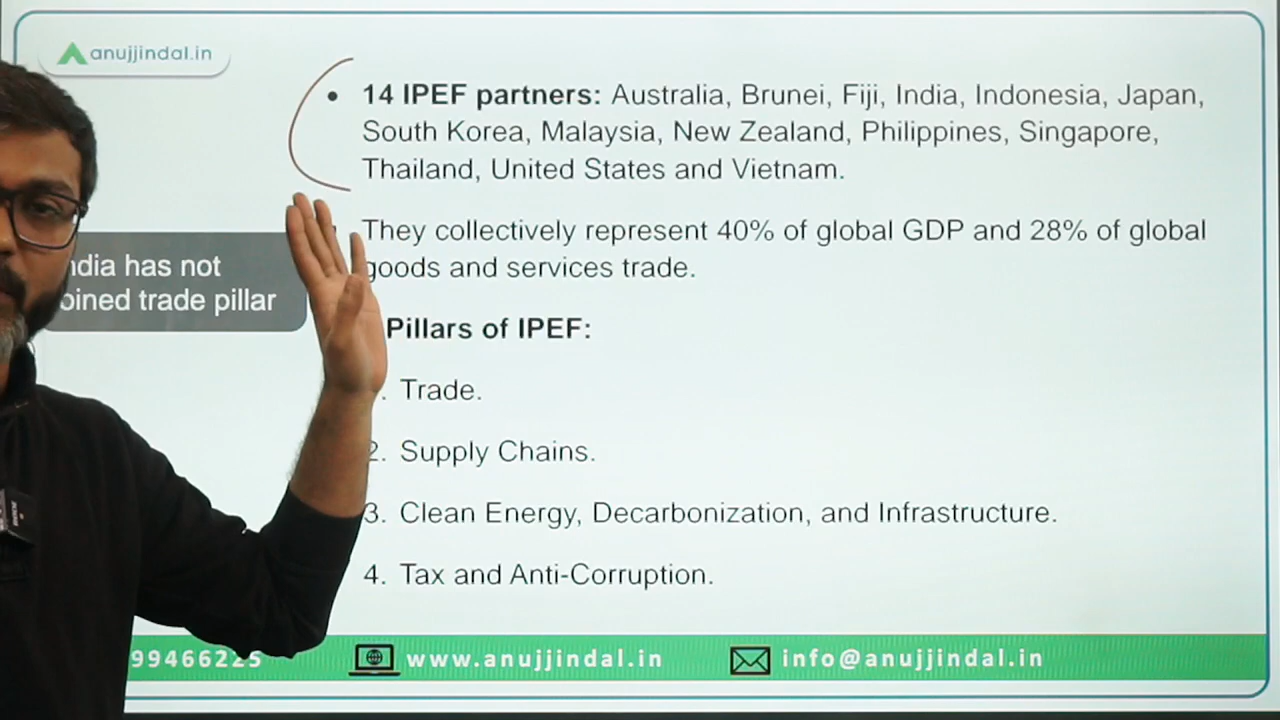 anujjindal.in
• 14 IPEF partners: Australia, Brunei, Fiji, India, Indonesia, Japan,
South Korea, Malaysia, New Zealand, Philippines, Singapore,
Thailand, United States and Vietnam.
They collectively represent 40% of global GDP and 28% of global
goods and services trade.
ndia has not
oined trade pillar
Pillars of IPEF:
. Trade.
2. Supply Chains.
3. Clean Energy, Decarbonization, and Infrastructure.
4. Tax and Anti-Corruption.
99466225 www.anujjindal.in info@anujjindal.in